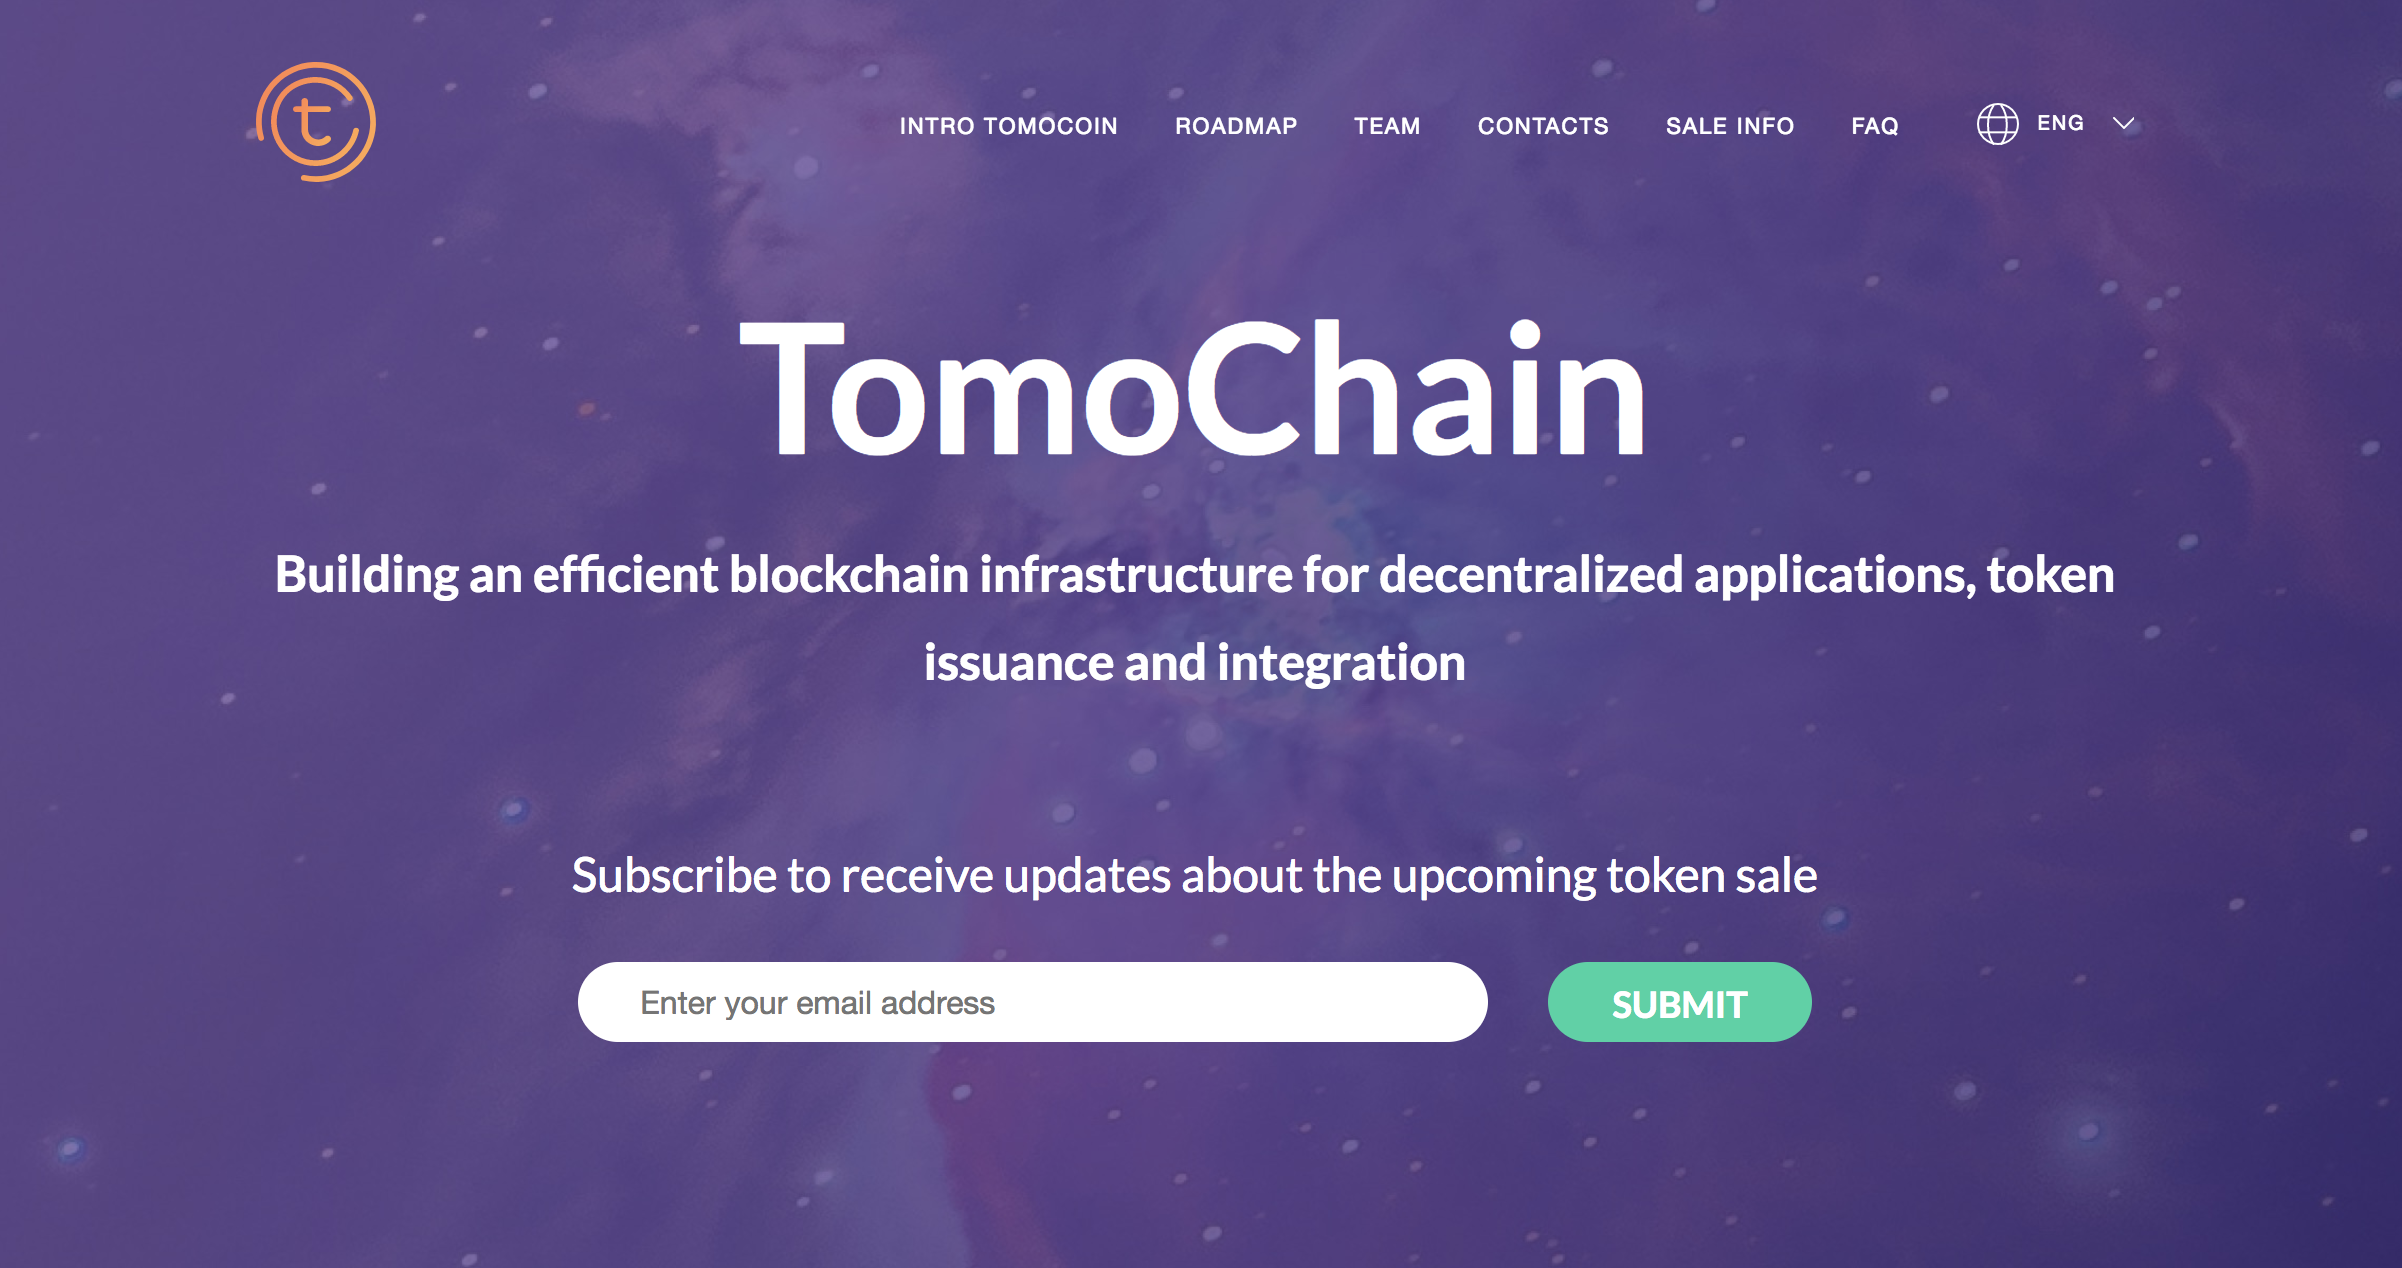 t
INTRO TOMOCOIN ROADMAP TEAM CONTACTS SALE INFO FAQ ENG
TomoChain
Building an efficient blockchain infrastructure for decentralized applications, token
issuance and integration
Subscribe to receive updates about the upcoming token sale
Enter your email address SUBMIT